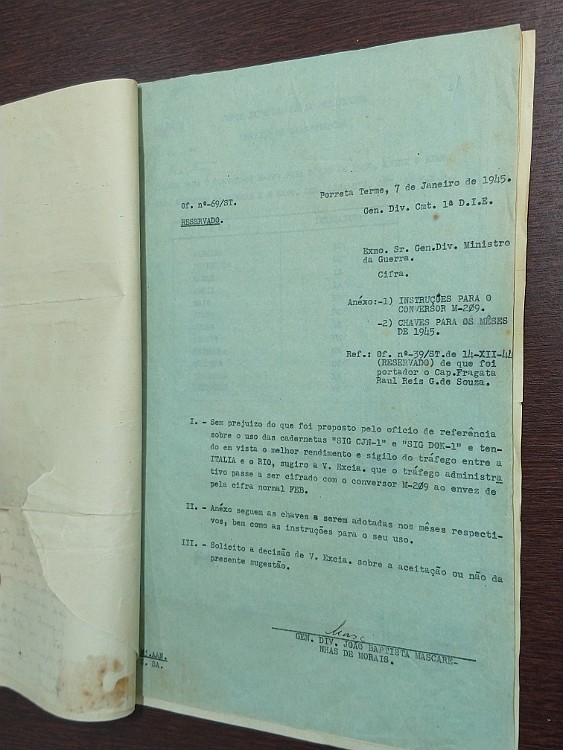 Porreta Terme, 7 de Janeiro de 1945.
Of. nº-69/ST.
Gen. Div. Cmt. 1ª D.I.E.
RESERVADO.
Exmo. Sr. Gen.Div. Ministro
da Guerra.
Cifra.
Anéxo:-1) INSTRUÇÕES PARA O
CONVERSOR M-209.
-2) CHAVES PARA OS MÊSES
DE 1945.
Ref.: Of. nº-39/ST.de 14-XII-44
(RESERVADO) de que foi
portador o Cap.Fragata
Raul Reis G.de Souza.
I. - Sem prejuizo do que foi proposto pelo oficio de referência
sobre o uso das cadernetas "SIG CJN-1" e "SIG DOK-1" e ten-
do em vista o melhor rendimento e sigilo do tráfego entre a
ITALIA e o RIO, sugiro a V. Excia. que o tráfego administra
tivo passe a ser cifrado com o conversor M-209 ao envez de
pela cifra normal FEB.
II. - Anéxo seguem as chaves a serem adotadas nos mêses respecti-
vos, bem como as instruções para o seu uso.
III. - Solicito a decisão de V. Excia. sobre a aceitação ou não da
presente sugestão.
GEN. DIV. JOÃO BAPTISTA MASCARE-
NHAS DE MORAIS.